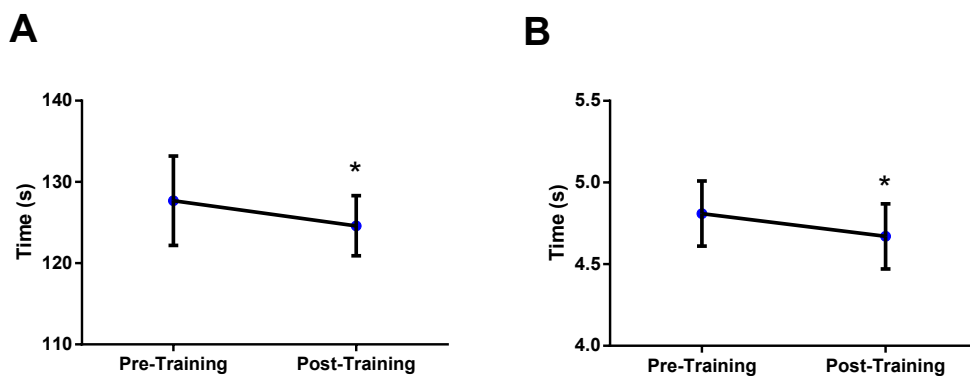 A
Time (s)
140
130
120
110
*
Pre-Training
Post-Training
B
Time (s)
5.5
5.0
4.5
4.0
*
Pre-Training
Post-Training